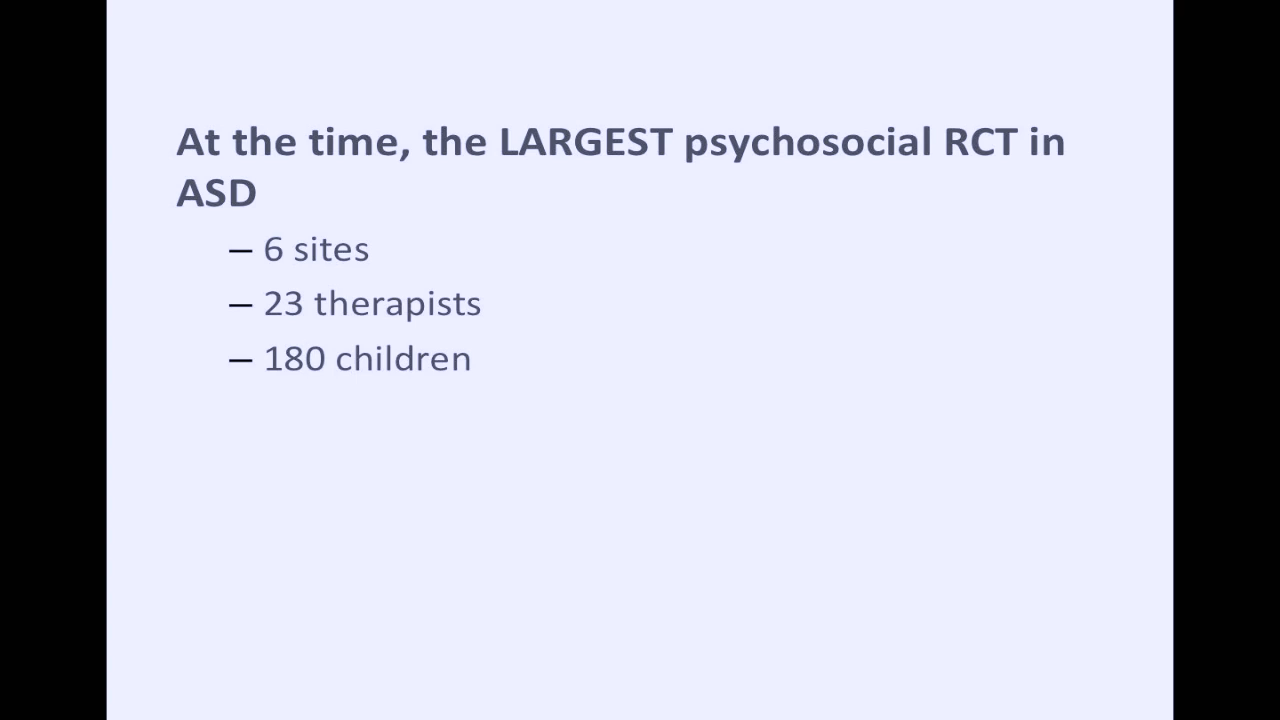 At the time, the LARGEST psychosocial RCT in
ASD
– 6 sites
– 23 therapists
– 180 children